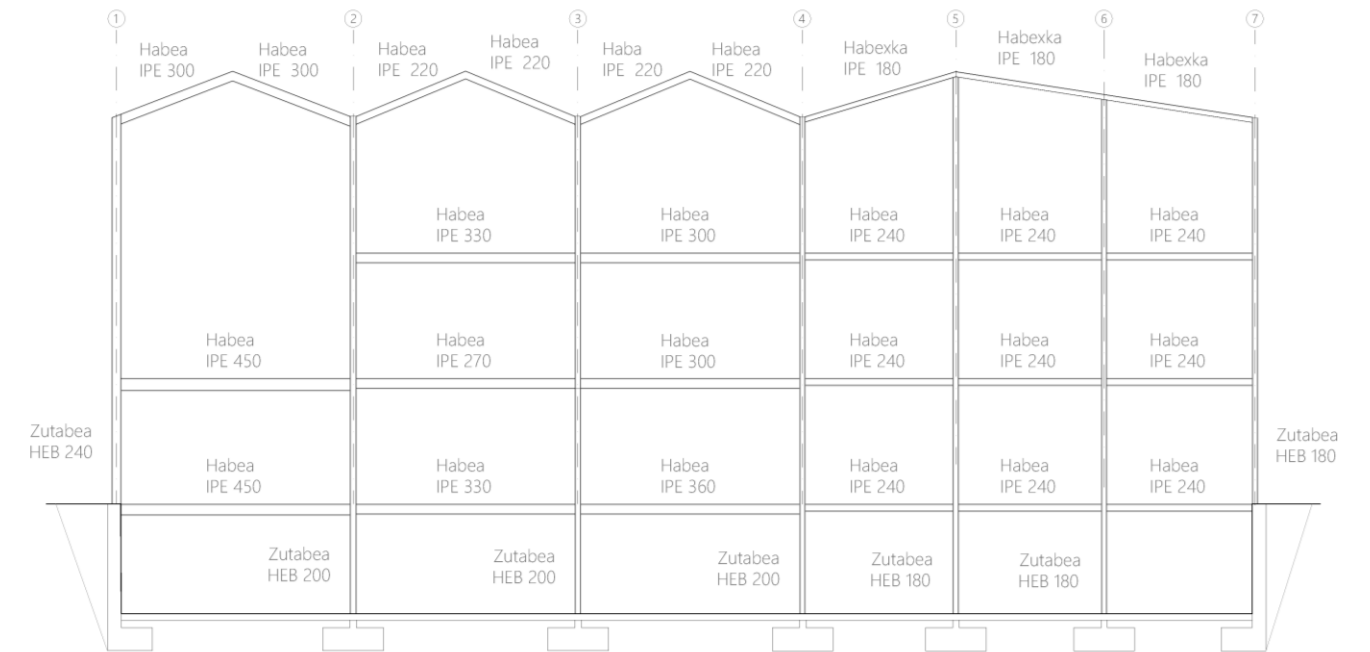 1
2
3
4
5
6
7
Habea
IPE 300
Habea
IPE 300
Habea
IPE 220
Habea
IPE 220
Haba
IPE 220
Habea
IPE 220
Habexka
IPE 180
Habexka
IPE 180
Habexka
IPE 180
Habea
IPE 330
Habea
IPE 300
Habea
IPE 240
Habea
IPE 240
Habea
IPE 240
Habea
IPE 450
Habea
IPE 270
Habea
IPE 300
Habea
IPE 240
Habea
IPE 240
Habea
IPE 240
Zutabea
HEB 240
Habea
IPE 450
Habea
IPE 330
Habea
IPE 360
Habea
IPE 240
Habea
IPE 240
Habea
IPE 240
Zutabea
HEB 180
Zutabea
HEB 200
Zutabea
HEB 200
Zutabea
HEB 200
Zutabea
HEB 180
Zutabea
HEB 180